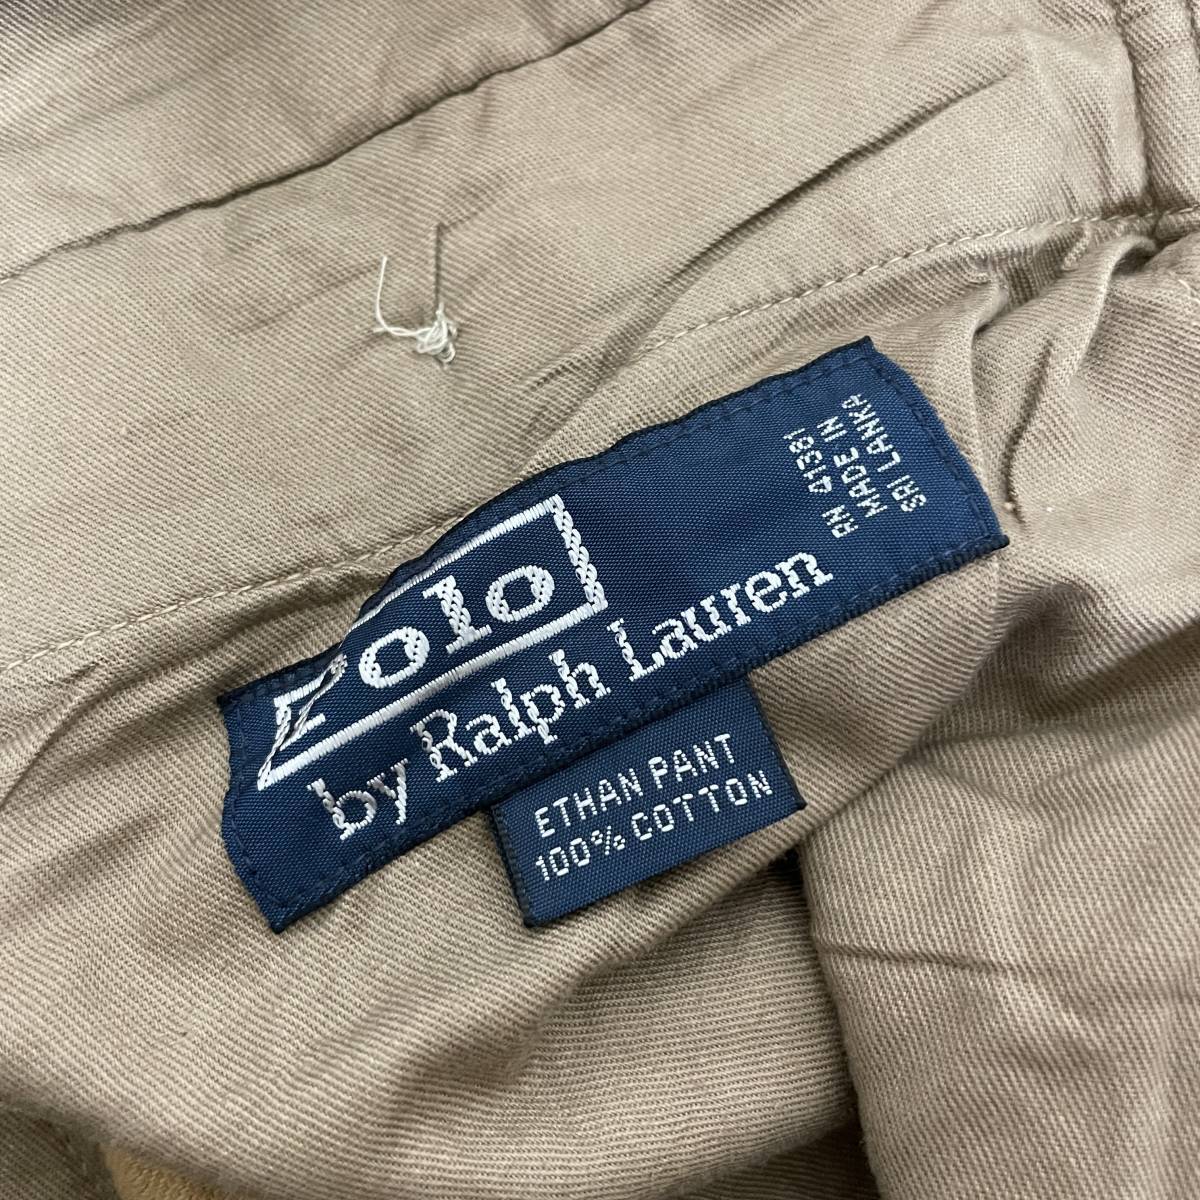 Polo
by Ralph Lauren
RN 41381
MADE IN
SRI LANKA
ETHAN PANT
100% COTTON